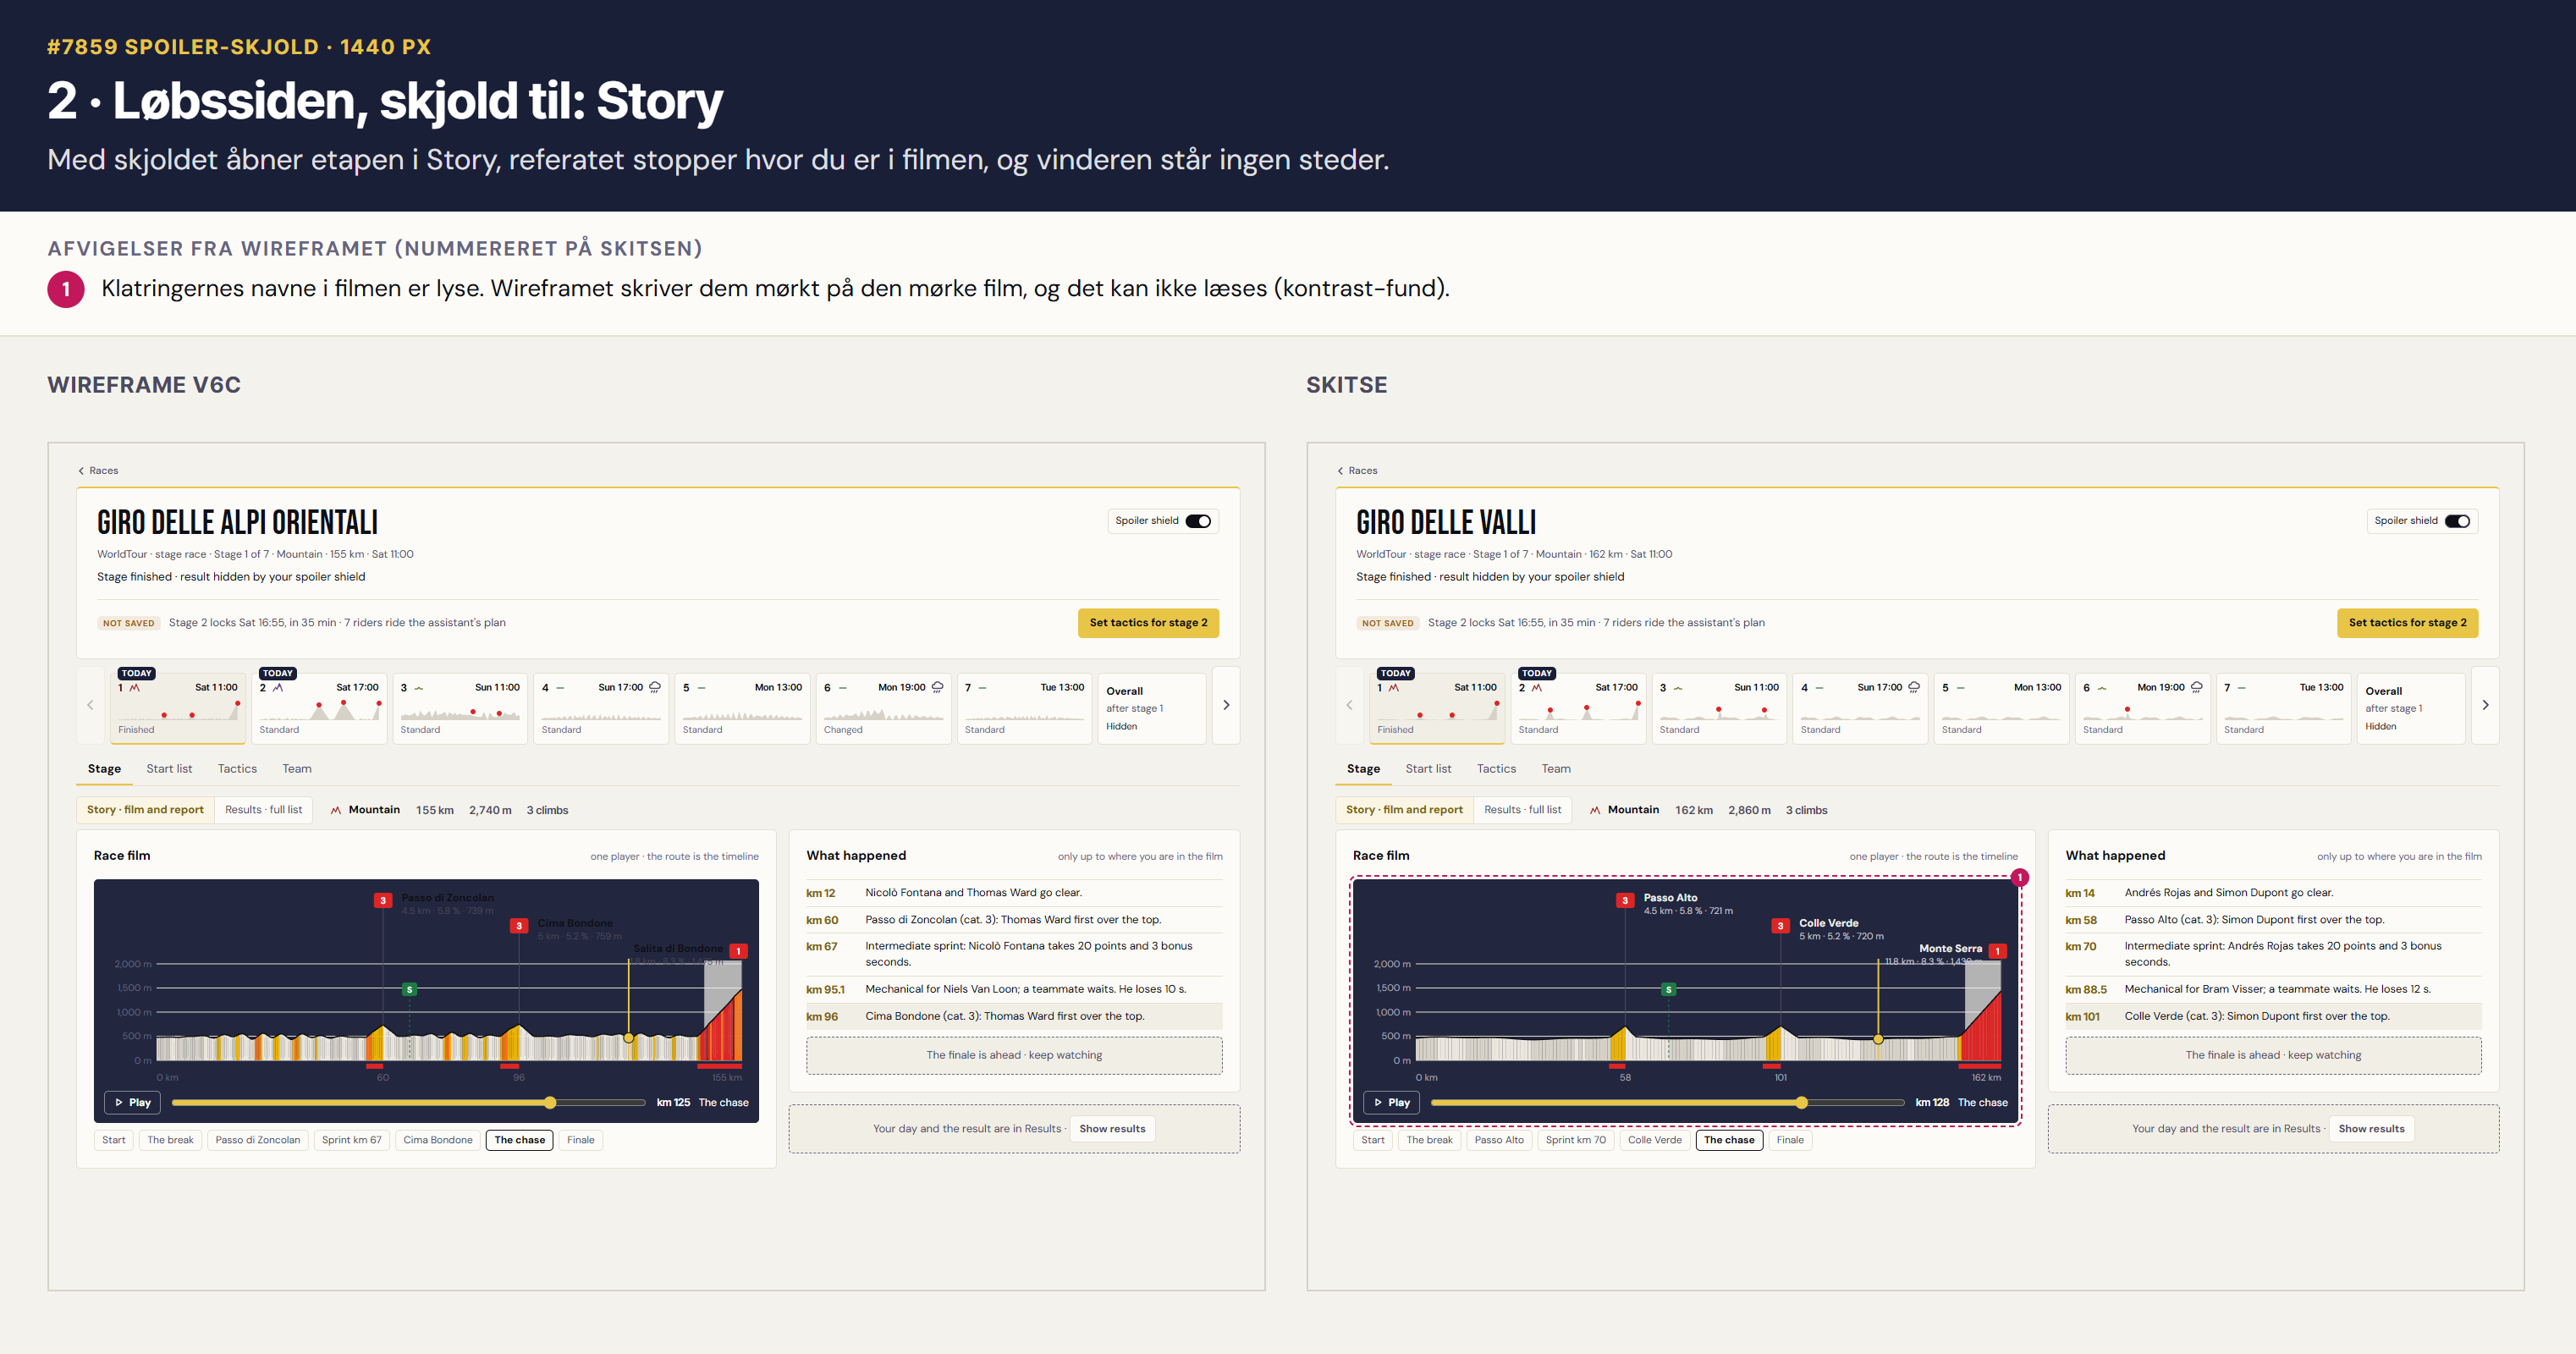 #7859 SPOILER-SKJOLD · 1440 PX
2 · Løbssiden, skjold til: Story
Med skjoldet åbner etapen i Story, referatet stopper hvor du er i filmen, og vinderen står ingen steder.
AFVIGELSER FRA WIREFRAMET (NUMMERERET PÅ SKITSEN)
1 Klatringernes navne i filmen er lyse. Wireframet skriver dem mørkt på den mørke film, og det kan ikke læses (kontrast-fund).
WIREFRAME V6C
Races
GIRO DELLE ALPI ORIENTALI
Spoiler shield
WorldTour · stage race · Stage 1 of 7 · Mountain · 155 km · Sat 11:00
Stage finished · result hidden by your spoiler shield
NOT SAVED Stage 2 locks Sat 16:55, in 35 min · 7 riders ride the assistant's plan
Set tactics for stage 2
TODAY
1 Sat 11:00
Finished
TODAY
2 Sat 17:00
Standard
3 Sun 11:00
Standard
4 Sun 17:00
Standard
5 Mon 13:00
Standard
6 Mon 19:00
Changed
7 Tue 13:00
Standard
Overall
after stage 1
Hidden
Stage Start list Tactics Team
Story · film and report Results · full list Mountain 155 km 2,740 m 3 climbs
Race film one player · the route is the timeline
3 Passo di Zoncolan
4.5 km · 5.8 % · 739 m
3 Cima Bondone
5 km · 5.2 % · 759 m
Salita di Bondone 1
2,000 m
1,500 m
S
1,000 m
500 m
0 m
0 km 60 96 155 km
Play km 125 The chase
Start The break Passo di Zoncolan Sprint km 67 Cima Bondone The chase Finale
What happened only up to where you are in the film
km 12 Nicolò Fontana and Thomas Ward go clear.
km 60 Passo di Zoncolan (cat. 3): Thomas Ward first over the top.
km 67 Intermediate sprint: Nicolò Fontana takes 20 points and 3 bonus
seconds.
km 95.1 Mechanical for Niels Van Loon; a teammate waits. He loses 10 s.
km 96 Cima Bondone (cat. 3): Thomas Ward first over the top.
The finale is ahead · keep watching
Your day and the result are in Results · Show results
SKITSE
Races
GIRO DELLE VALLI
Spoiler shield
WorldTour · stage race · Stage 1 of 7 · Mountain · 162 km · Sat 11:00
Stage finished · result hidden by your spoiler shield
NOT SAVED Stage 2 locks Sat 16:55, in 35 min · 7 riders ride the assistant's plan
Set tactics for stage 2
TODAY
1 Sat 11:00
Finished
TODAY
2 Sat 17:00
Standard
3 Sun 11:00
Standard
4 Sun 17:00
Standard
5 Mon 13:00
Standard
6 Mon 19:00
Standard
7 Tue 13:00
Standard
Overall
after stage 1
Hidden
Stage Start list Tactics Team
Story · film and report Results · full list Mountain 162 km 2,860 m 3 climbs
Race film one player · the route is the timeline
1
3 Passo Alto
4.5 km · 5.8 % · 721 m
3 Colle Verde
5 km · 5.2 % · 720 m
Monte Serra 1
11.8 km · 8.3 %
2,000 m
1,500 m
S
1,000 m
500 m
0 m
0 km 58 101 162 km
Play km 128 The chase
Start The break Passo Alto Sprint km 70 Colle Verde The chase Finale
What happened only up to where you are in the film
km 14 Andrés Rojas and Simon Dupont go clear.
km 58 Passo Alto (cat. 3): Simon Dupont first over the top.
km 70 Intermediate sprint: Andrés Rojas takes 20 points and 3 bonus
seconds.
km 88.5 Mechanical for Bram Visser; a teammate waits. He loses 12 s.
km 101 Colle Verde (cat. 3): Simon Dupont first over the top.
The finale is ahead · keep watching
Your day and the result are in Results · Show results